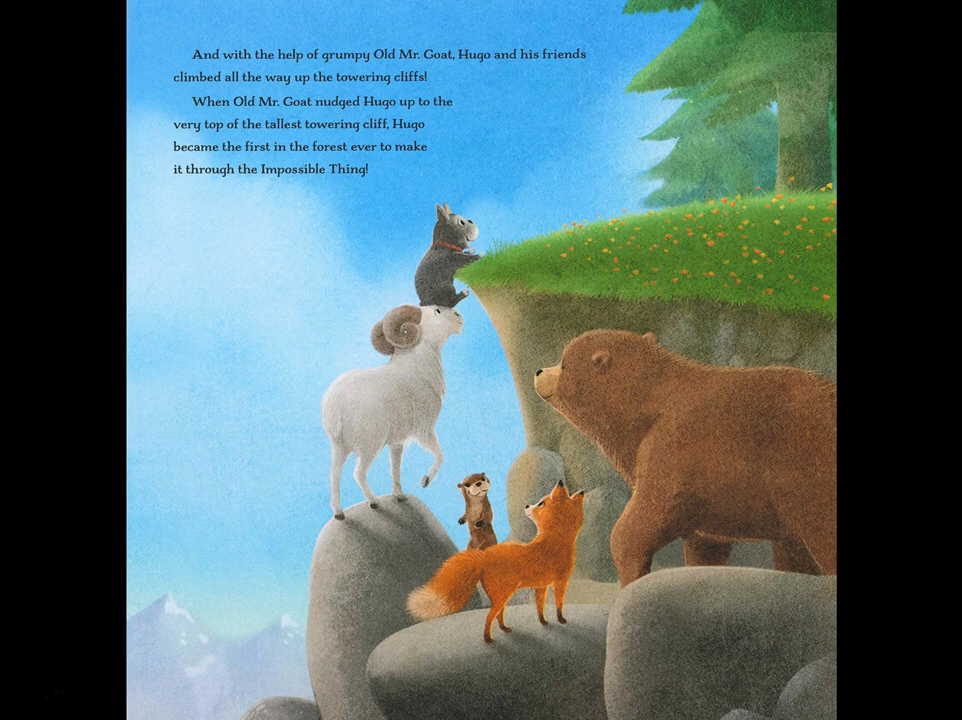 And with the help of grumpy Old Mr. Goat, Hugo and his friends
climbed all the way up the towering cliffs!
When Old Mr. Goat nudged Hugo up to the
very top of the tallest towering cliff, Hugo
became the first in the forest ever to make
it through the Impossible Thing!